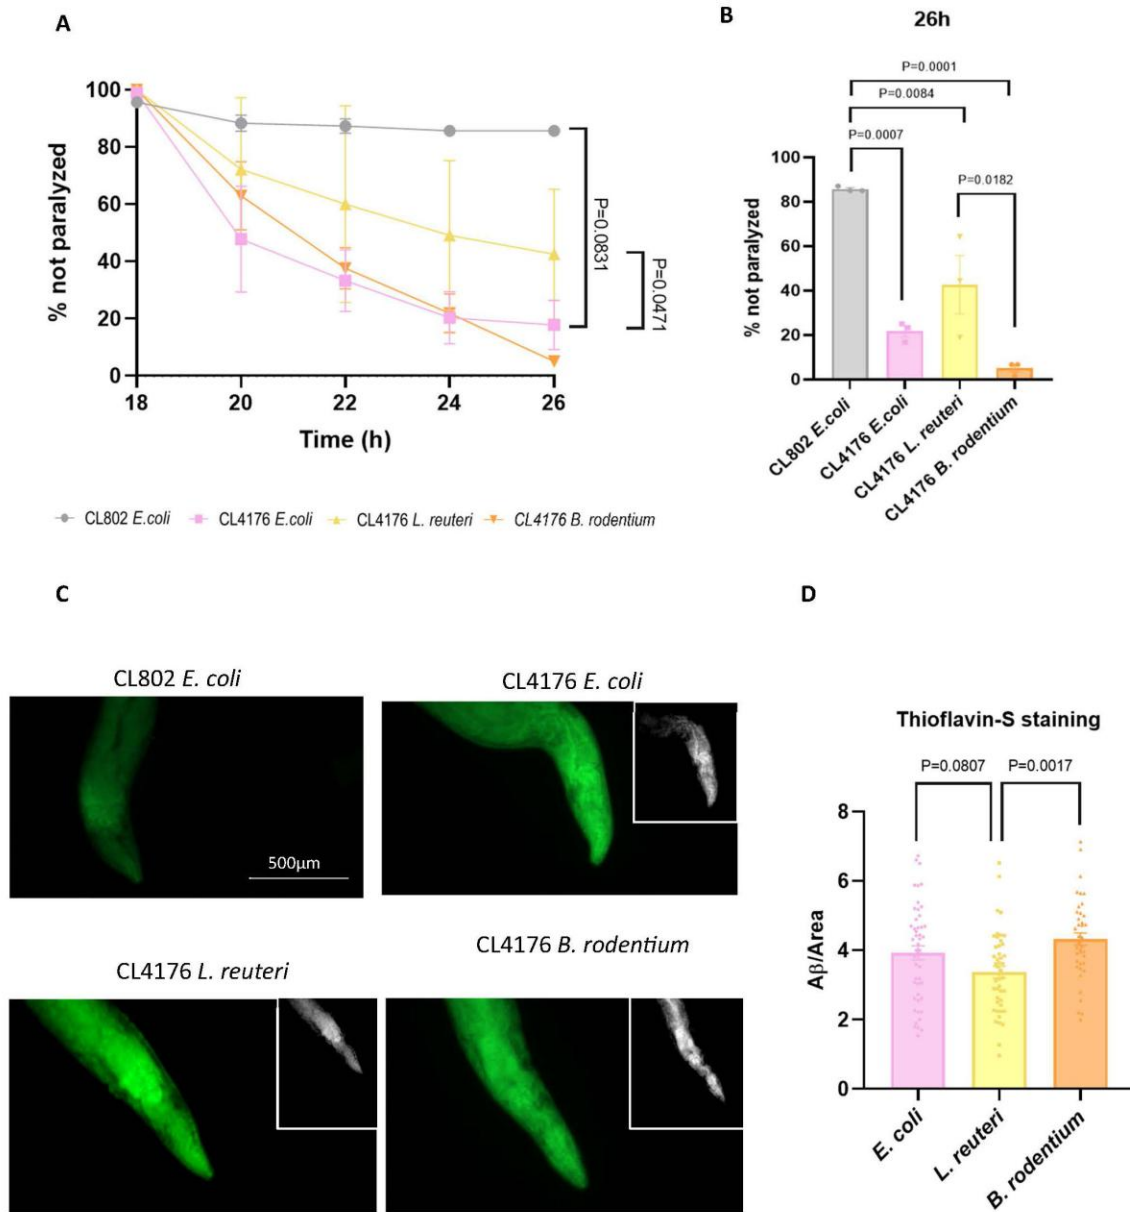 A
% not paralyzed
100
80
60
40
20
0
18
20
22
24
26
Time (h)
P=0.0831
P=0.0471
CL802 E.coli
CL4176 E.coli
CL4176 L. reuteri
CL4176 B. rodentium
B
26h
P=0.0001
P=0.0084
P=0.0007
P=0.0182
% not paralyzed
100
80
60
40
20
0
CL802 E.coli
CL4176 E.coli
CL4176 L. reuteri
CL4176 B. rodentium
C
CL802 E. coli
500µm
CL4176 E. coli
CL4176 L. reuteri
CL4176 B. rodentium
D
Thioflavin-S staining
P=0.0807
P=0.0017
Aβ/Area
8
6
4
2
0
E. coli
L. reuteri
B. rodentium